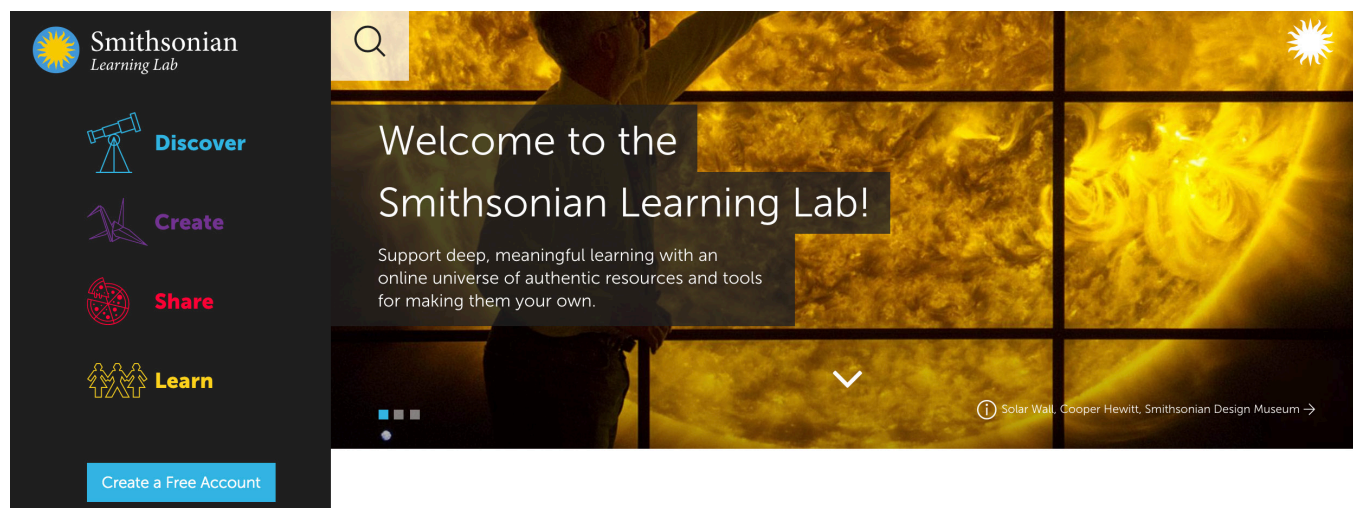 Smithsonian
Learning Lab
Discover
Create
Share
Learn
Create a Free Account
Welcome to the
Smithsonian Learning Lab!
Support deep, meaningful learning with an
online universe of authentic resources and tools
for making them your own.
Solar Wall, Cooper Hewitt, Smithsonian Design Museum →